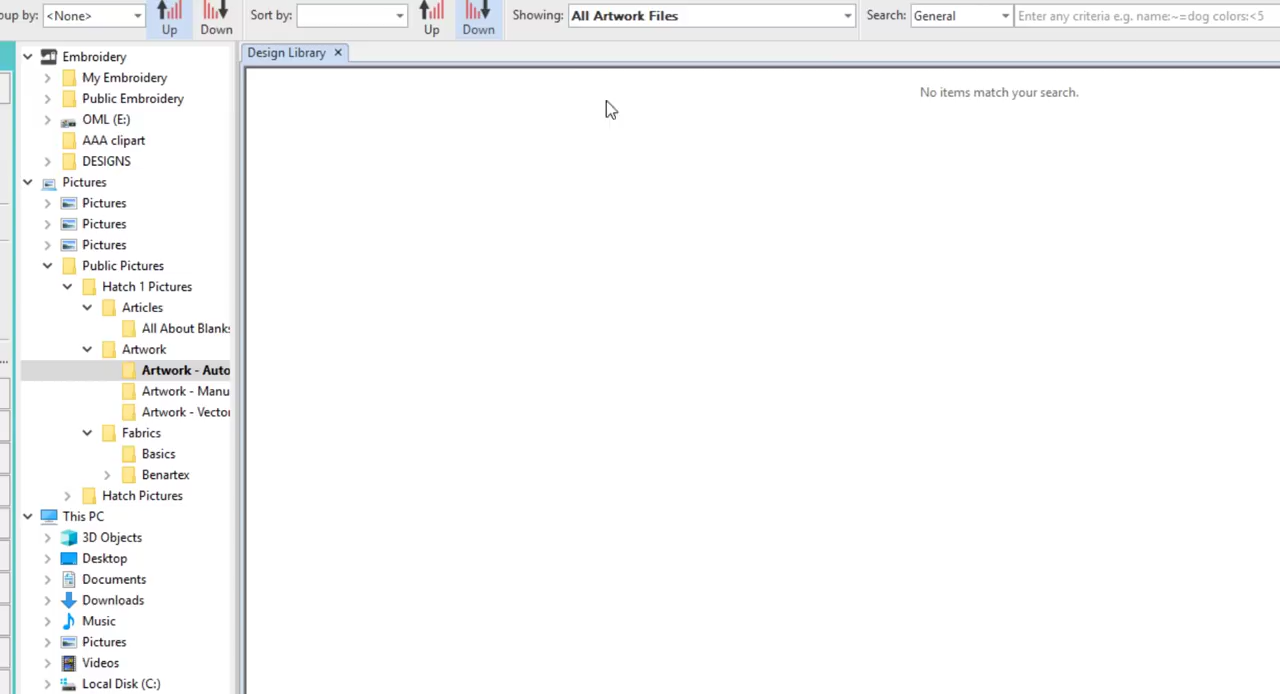 oup by: <None> Up Down Sort by: Up Down Showing: All Artwork Files Search: General Enter any criteria e.g. name:~=dog colors:<5
Design Library
No items match your search.
Embroidery
My Embroidery
Public Embroidery
OML (E:)
AAA clipart
DESIGNS
Pictures
Pictures
Pictures
Pictures
Public Pictures
Hatch 1 Pictures
Articles
All About Blanks
Artwork
Artwork - Auto
Artwork - Manu
Artwork - Vector
Fabrics
Basics
Benartex
Hatch Pictures
This PC
3D Objects
Desktop
Documents
Downloads
Music
Pictures
Videos
Local Disk (C:)
...